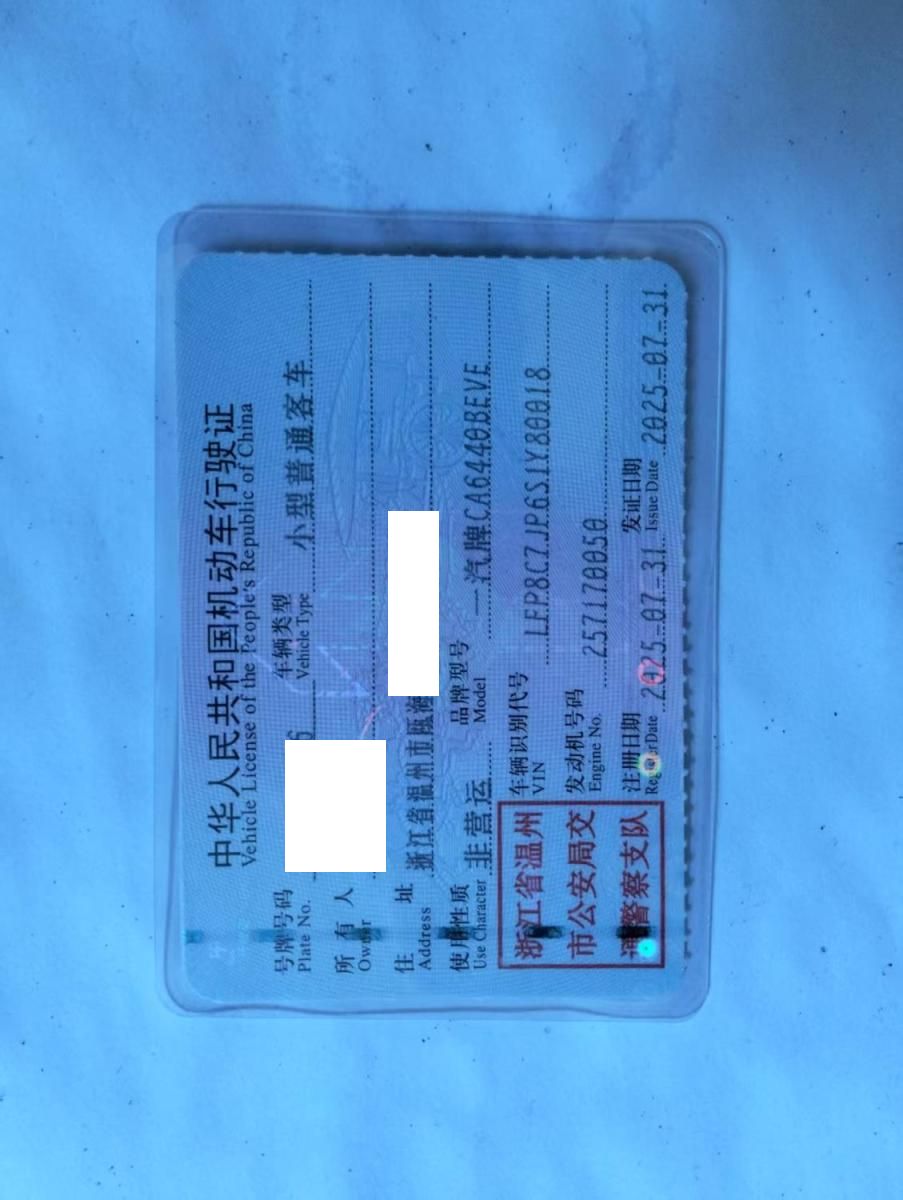 中华人民共和国机动车行驶证
Vehicle License of the People's Republic of China
号牌号码 6 车辆类型 小型普通客车
Plate No. Vehicle Type
所有人
Owner
住址 浙江省温州市瓯海
Address
使用性质 非营运 品牌型号 一汽牌CA6440BEVE
Use Character Model
浙江省温州
市公安局交
通警察支队
车辆识别代号 LFP8C7JP6S1Y80018
VIN
发动机号码 257170050
Engine No.
注册日期 2025-07-31 发证日期 2025-07-31
Register Date Issue Date